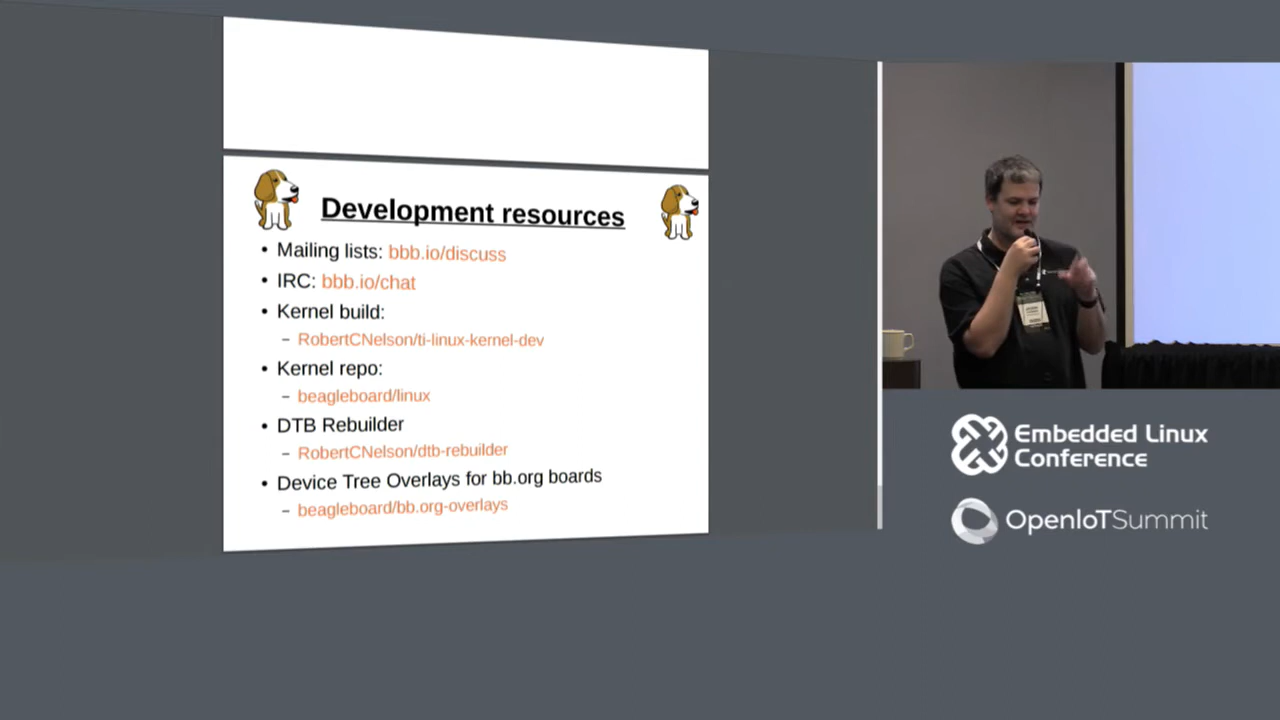 Development resources
• Mailing lists: bbb.io/discuss
• IRC: bbb.io/chat
• Kernel build:
– RobertCNelson/ti-linux-kernel-dev
• Kernel repo:
– beagleboard/linux
• DTB Rebuilder
– RobertCNelson/dtb-rebuilder
• Device Tree Overlays for bb.org boards
– beagleboard/bb.org-overlays
Embedded Linux
Conference
OpenIoTSummit